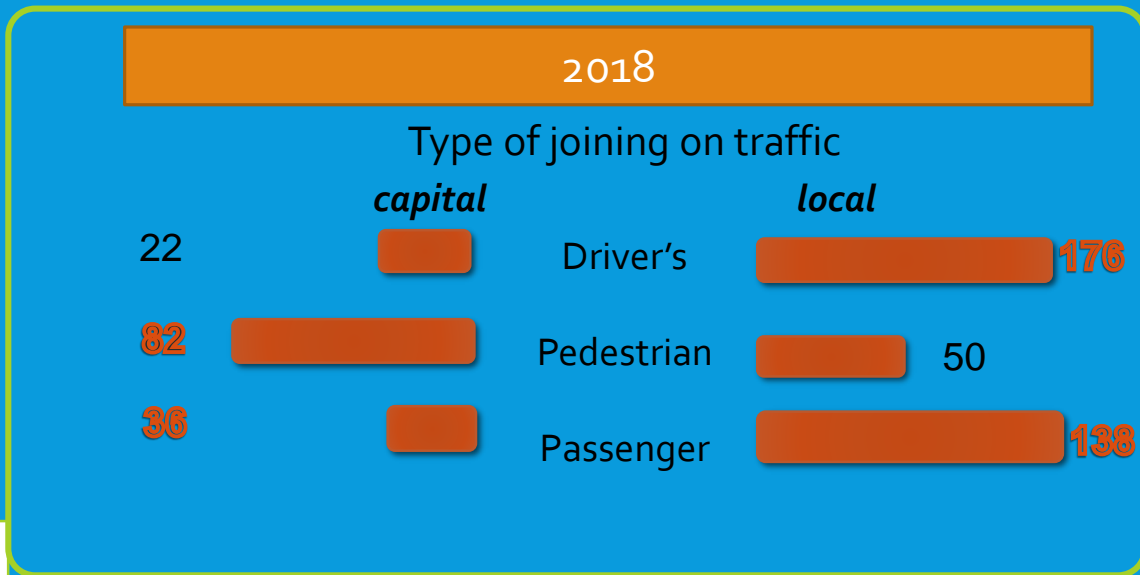 2018
Type of joining on traffic
capital local
22 Driver's 176
82 Pedestrian 50
36 Passenger 138